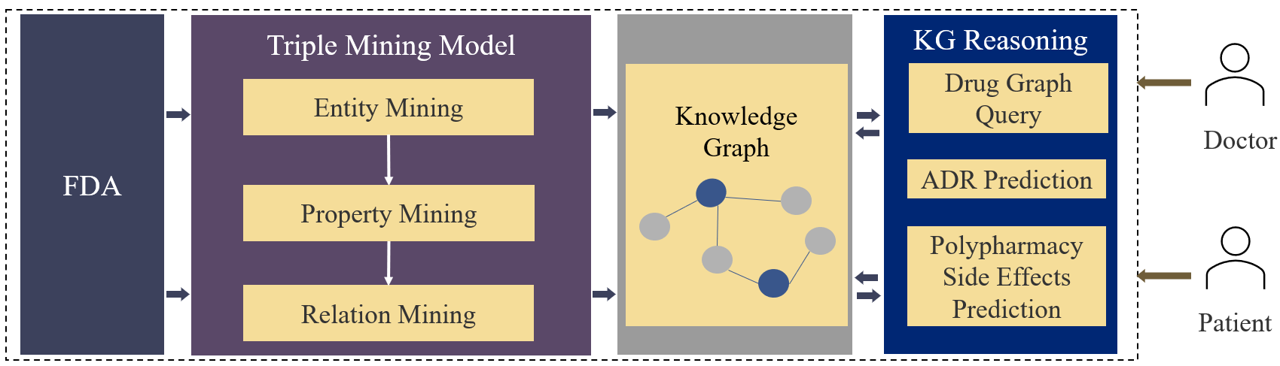 FDA
Triple Mining Model
Entity Mining
Property Mining
Relation Mining
Knowledge
Graph
KG Reasoning
Drug Graph
Query
ADR Prediction
Polypharmacy
Side Effects
Prediction
Doctor
Patient